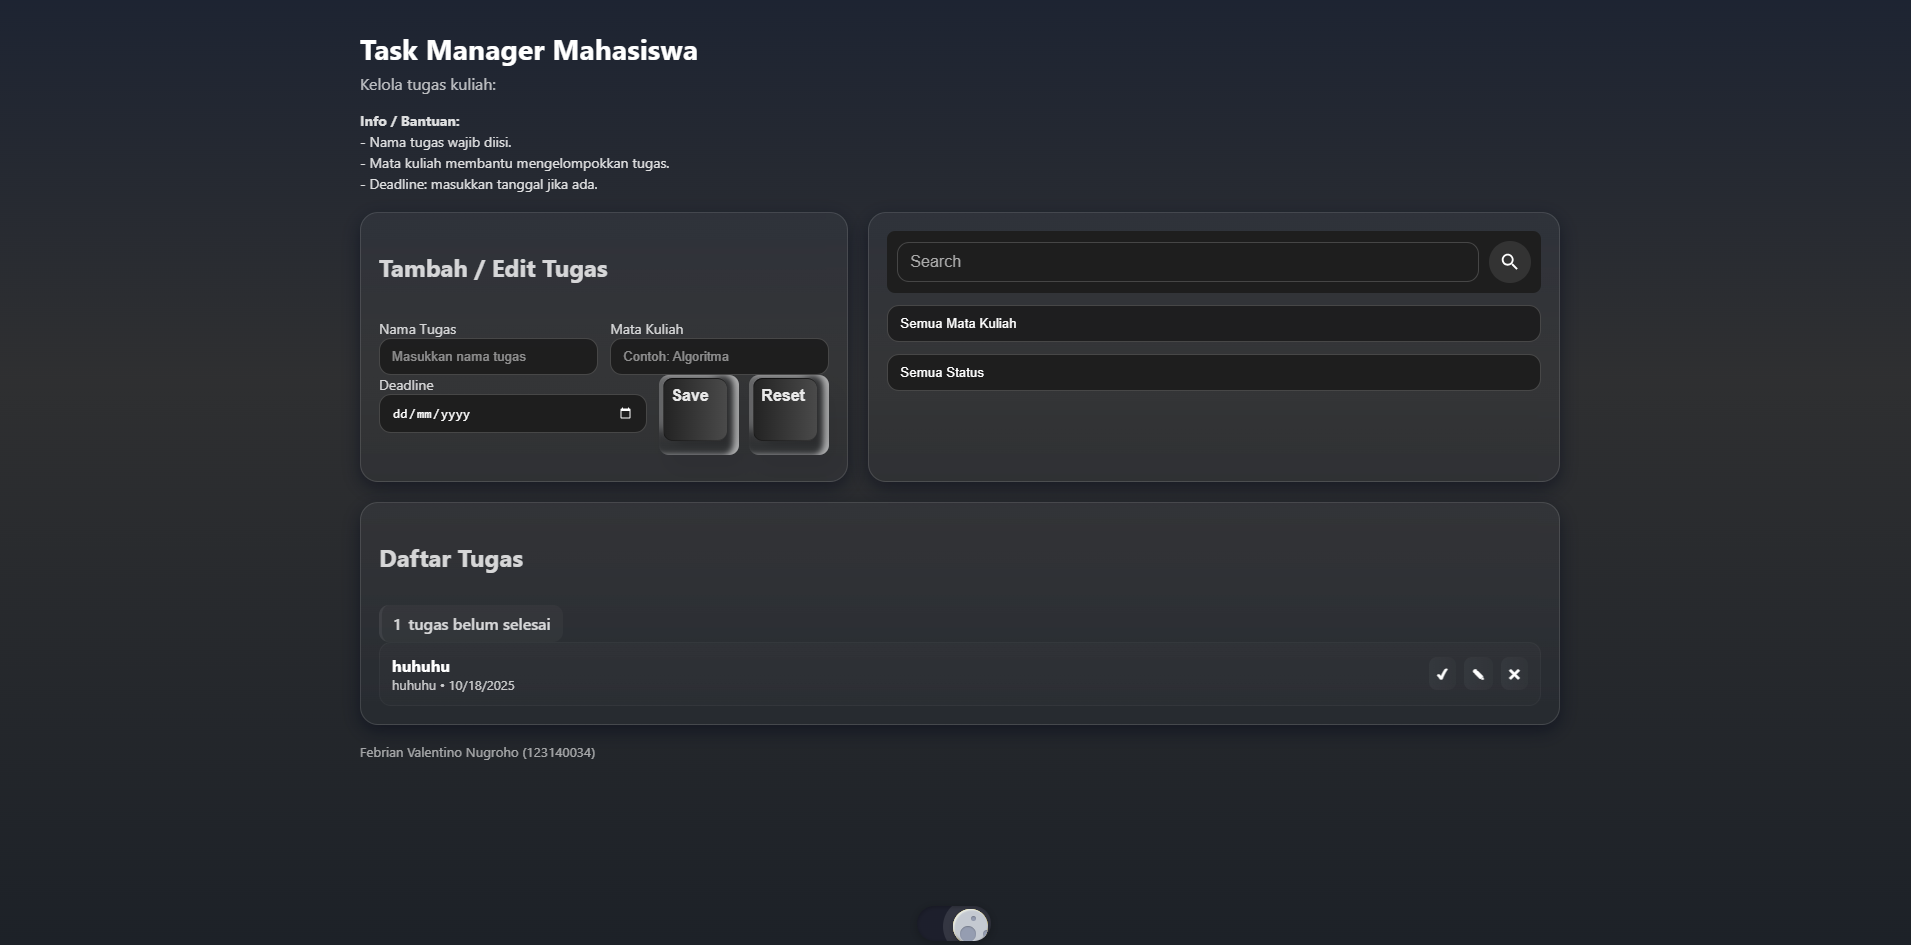 Task Manager Mahasiswa
Kelola tugas kuliah:
Info / Bantuan:
- Nama tugas wajib diisi.
- Mata kuliah membantu mengelompokkan tugas.
- Deadline: masukkan tanggal jika ada.
Tambah / Edit Tugas
Nama Tugas
Mata Kuliah
Masukkan nama tugas
Contoh: Algoritma
Deadline
dd/mm/yyyy
Save
Reset
Search
Semua Mata Kuliah
Semua Status
Daftar Tugas
1 tugas belum selesai
huhuhu
huhuhu • 10/18/2025
Febrian Valentino Nugroho (123140034)